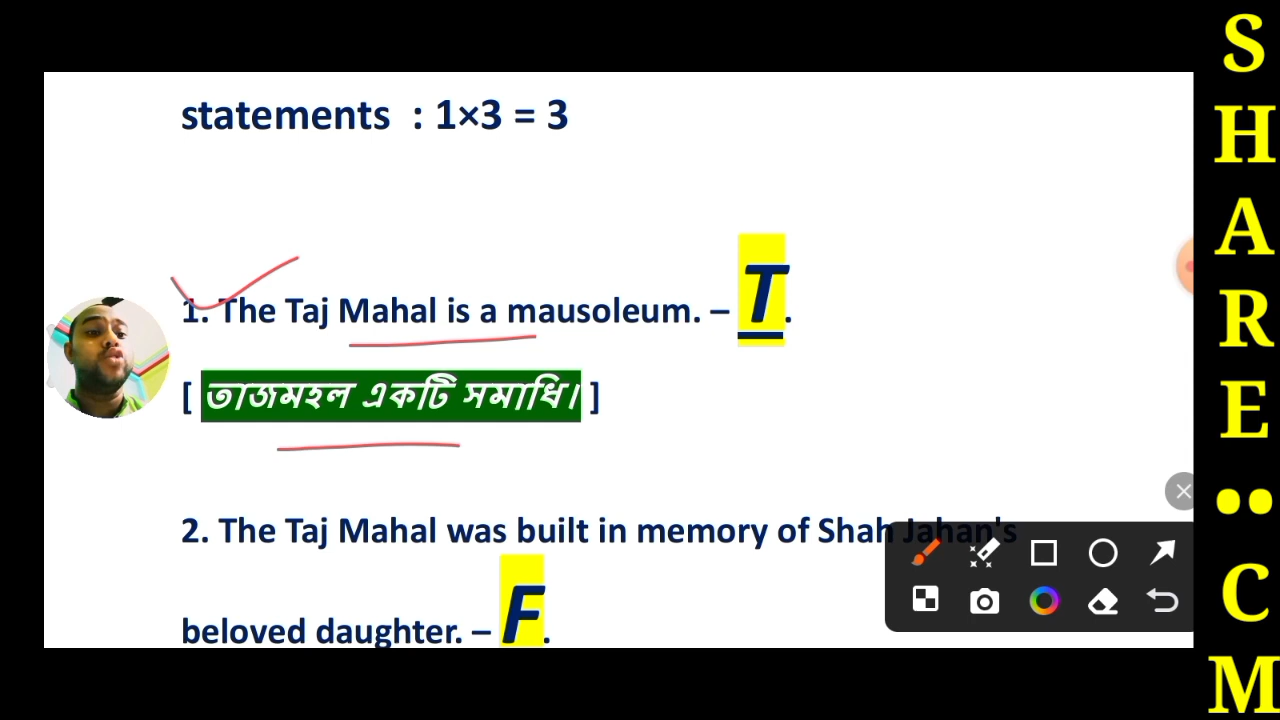 statements : 1×3 = 3
1. The Taj Mahal is a mausoleum. – T.
[ তাজমহল একটি সমাধি। ]
2. The Taj Mahal was built in memory of Shah Jahan's
beloved daughter. – F.
SHARE..CM